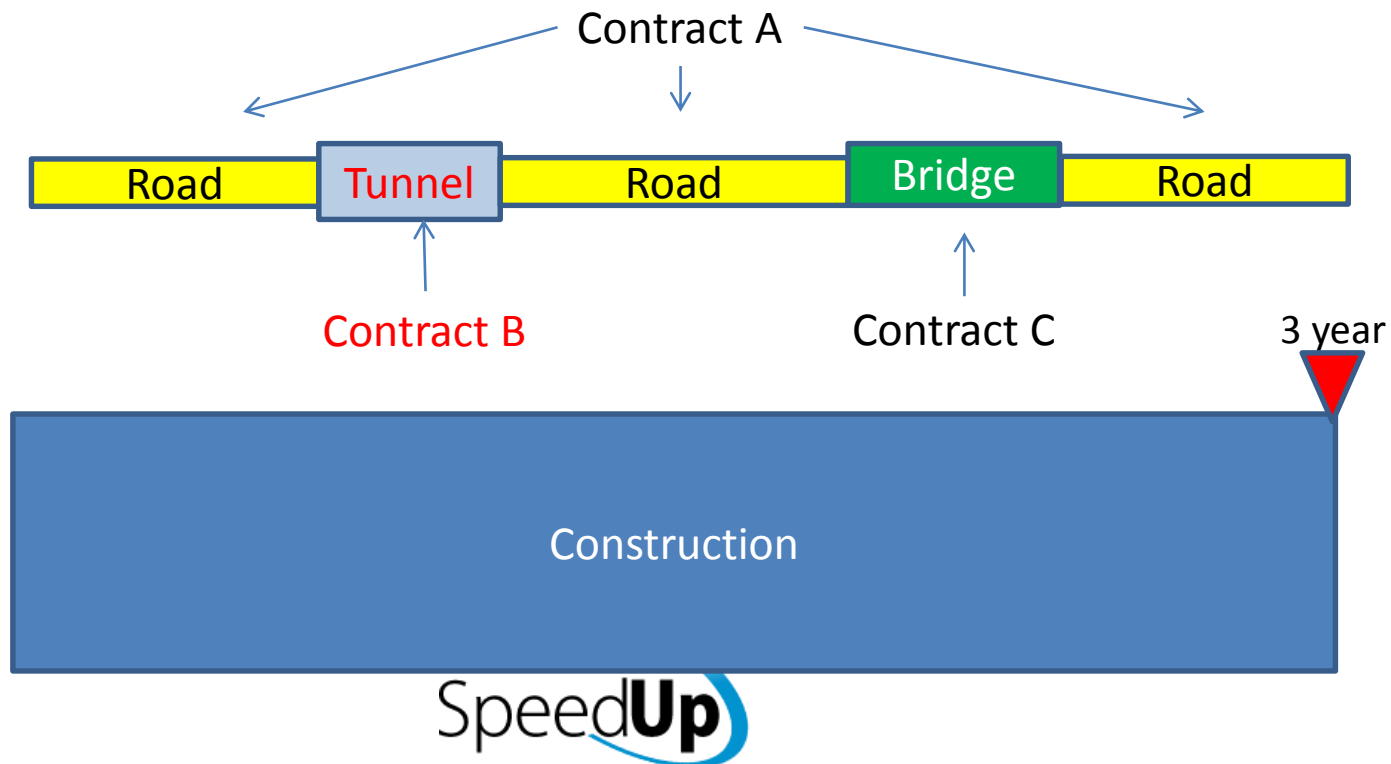 Contract A
Road Tunnel Road Bridge Road
Contract B Contract C 3 year
Construction
SpeedUp